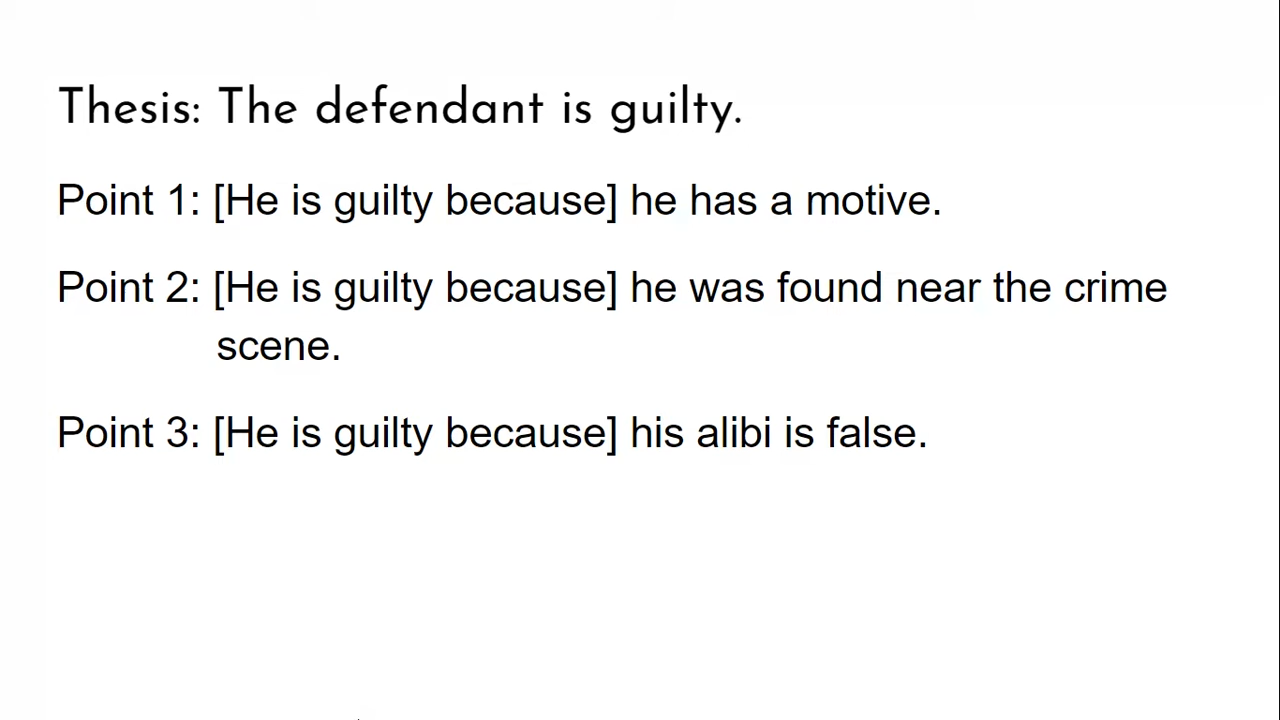 Thesis: The defendant is guilty.
Point 1: [He is guilty because] he has a motive.
Point 2: [He is guilty because] he was found near the crime
scene.
Point 3: [He is guilty because] his alibi is false.